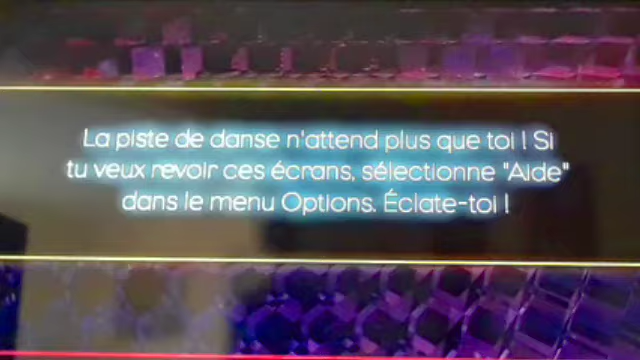 La piste de danse n'attend plus que toi ! Si
tu veux revoir ces écrans, sélectionne "Aide"
dans le menu Options. Éclate-toi !